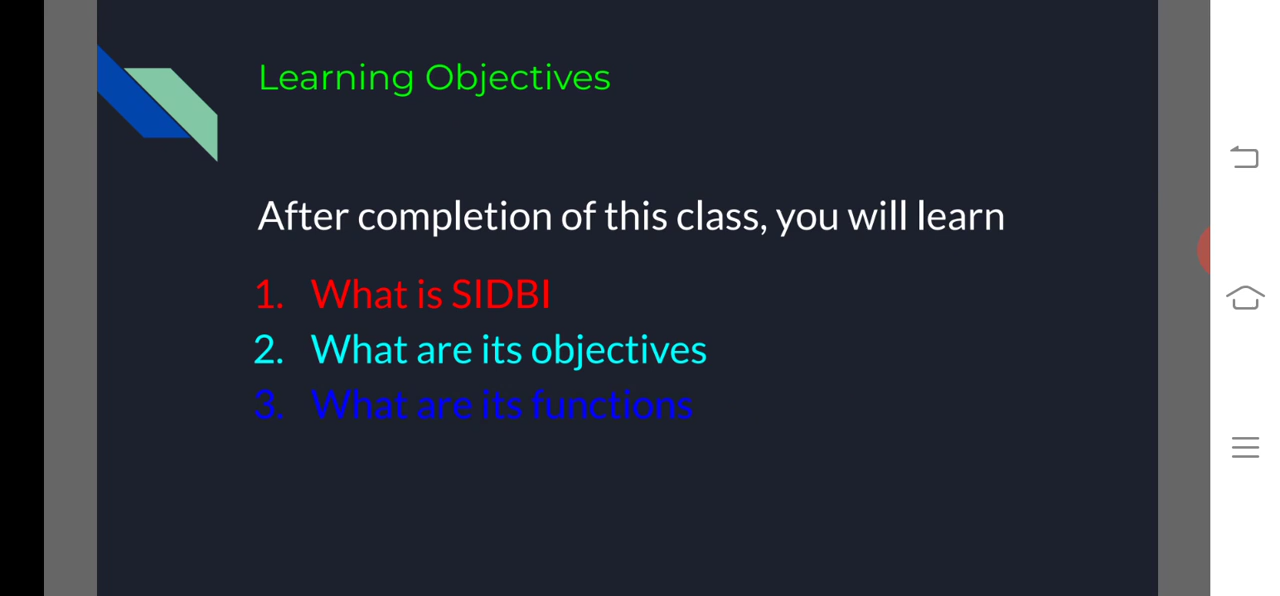 Learning Objectives
After completion of this class, you will learn
1. What is SIDBI
2. What are its objectives
3. What are its functions